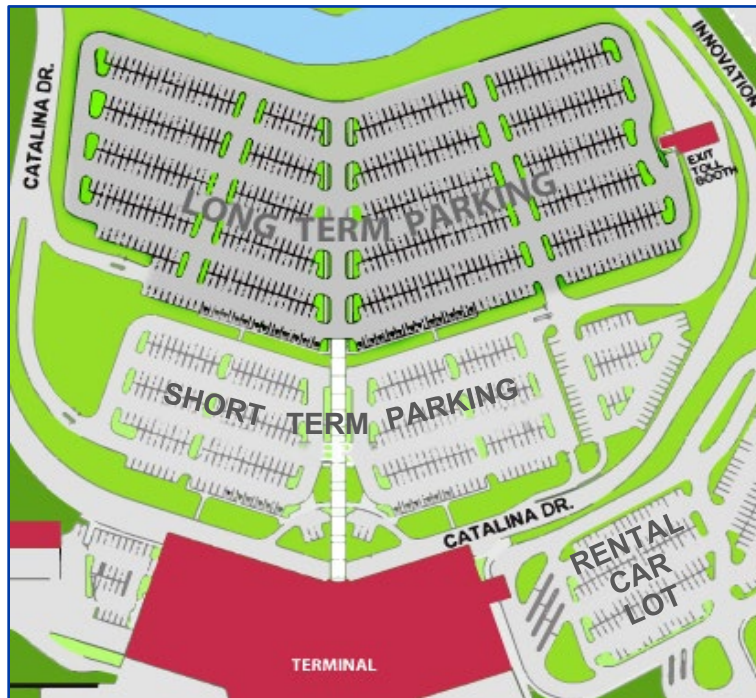 INNOVATION
CATALINA DR.
EXIT
TOLL
BOOTH
LONG TERM PARKING
SHORT TERM PARKING
CATALINA DR.
RENTAL
CAR
LOT
TERMINAL